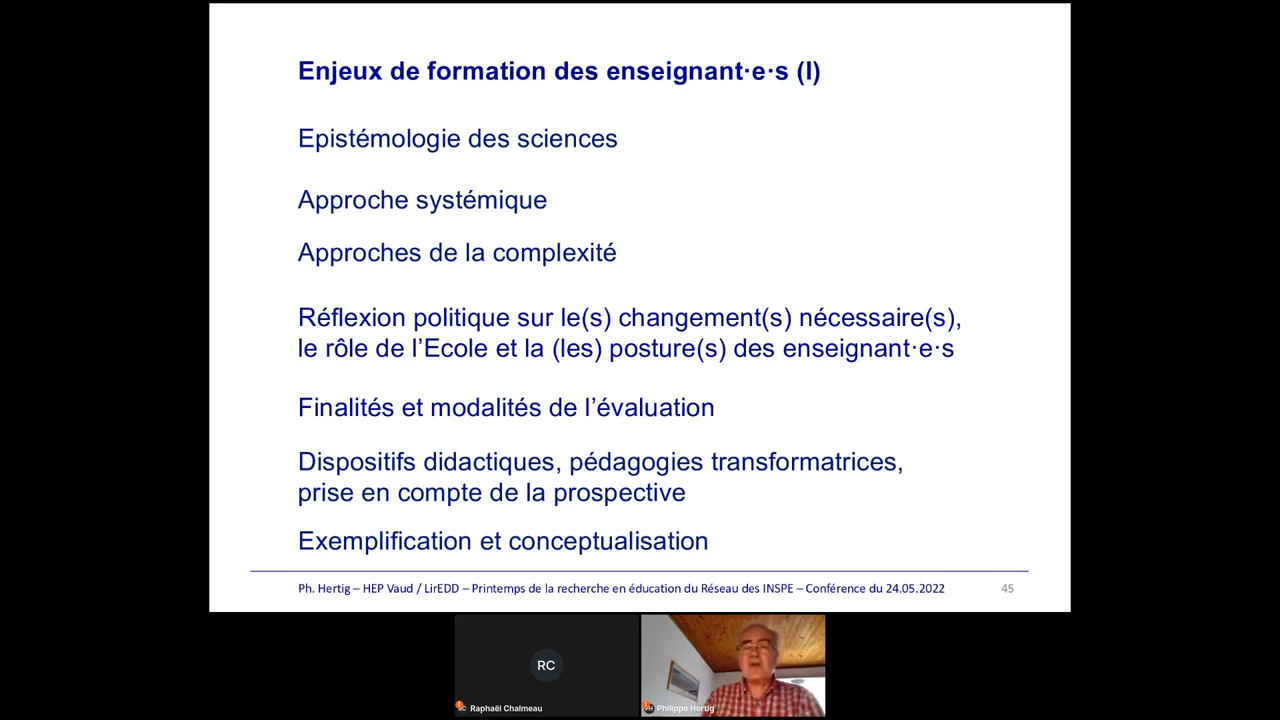 Enjeux de formation des enseignant·e·s (I)
Epistémologie des sciences
Approche systémique
Approches de la complexité
Réflexion politique sur le(s) changement(s) nécessaire(s),
le rôle de l’Ecole et la (les) posture(s) des enseignant·e·s
Finalités et modalités de l’évaluation
Dispositifs didactiques, pédagogies transformatrices,
prise en compte de la prospective
Exemplification et conceptualisation
Ph. Hertig – HEP Vaud / LirEDD – Printemps de la recherche en éducation du Réseau des INSPE – Conférence du 24.05.2022
45
RC
Raphaël Chalmeau
Philippe Hertig